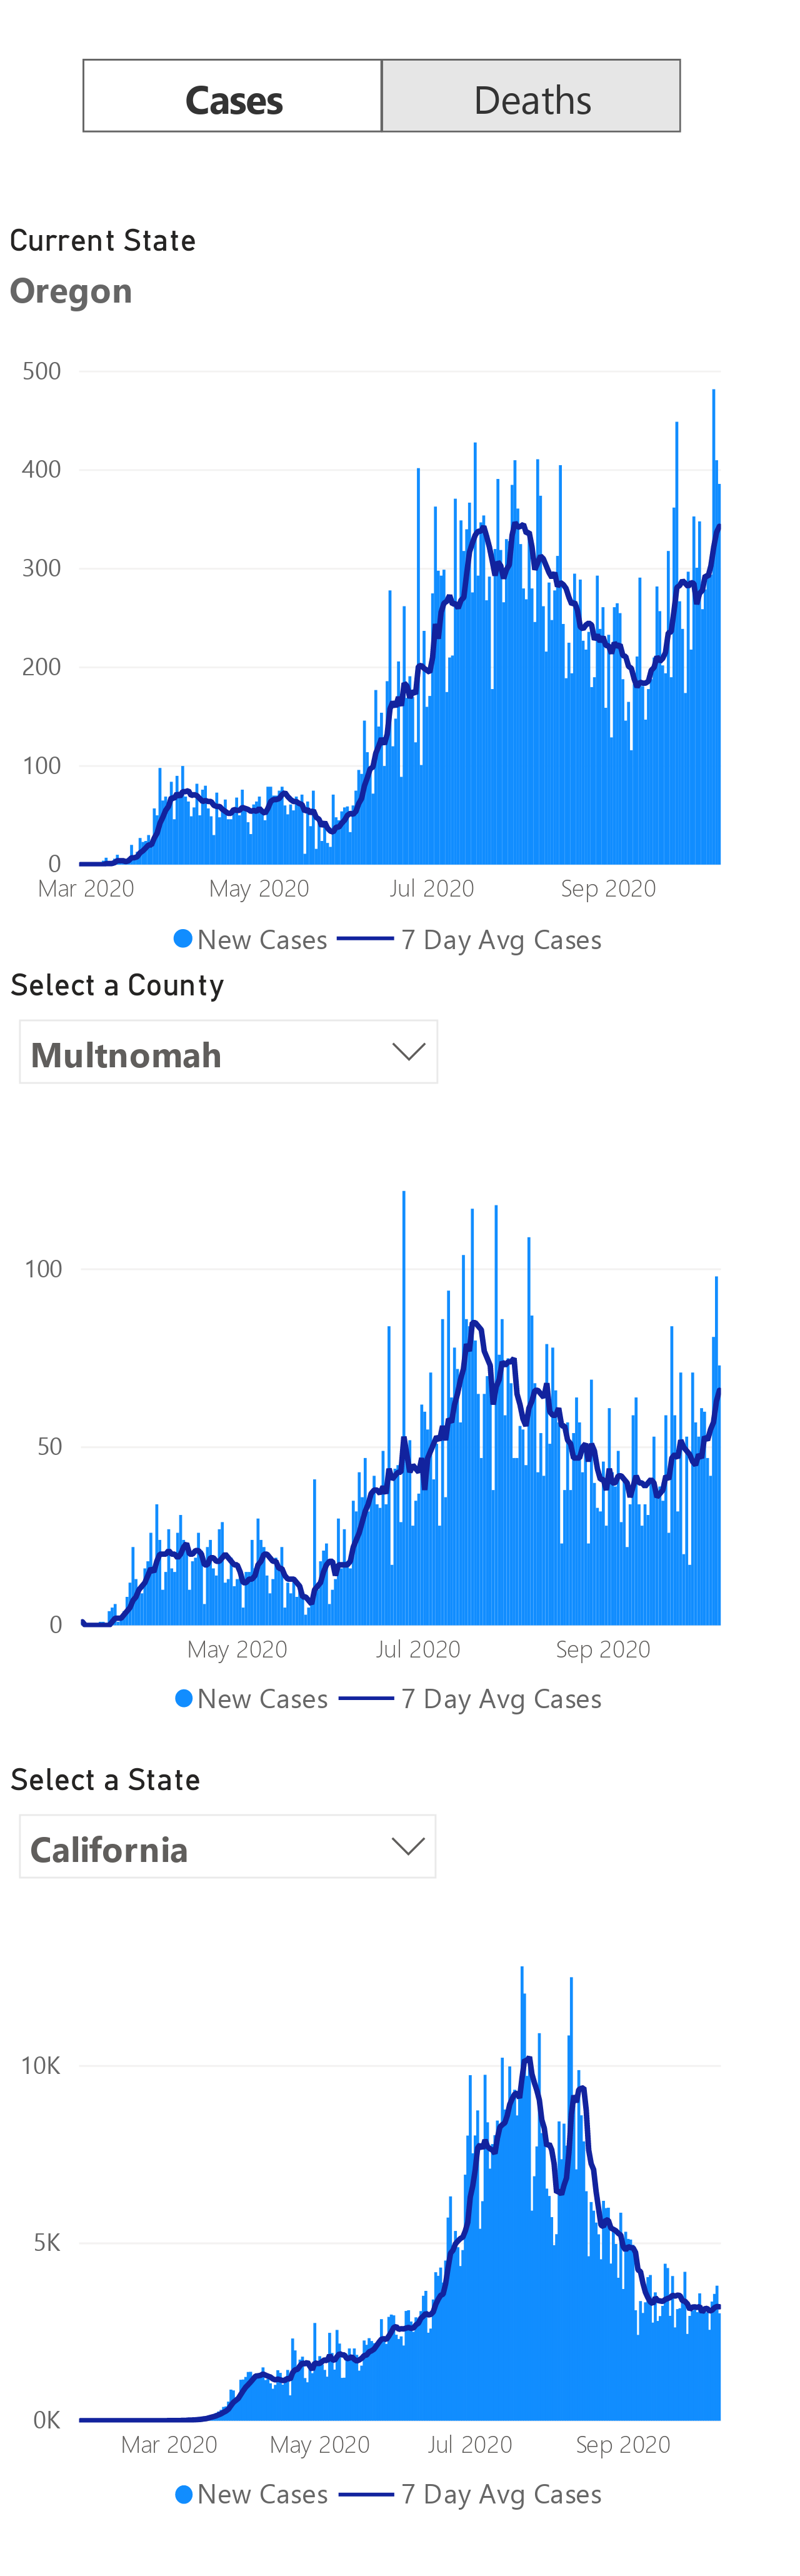 Cases Deaths
Current State
Oregon
500
400
300
200
100
0
Mar 2020 May 2020 Jul 2020 Sep 2020
New Cases 7 Day Avg Cases
Select a County
Multnomah
100
50
0
May 2020 Jul 2020 Sep 2020
New Cases 7 Day Avg Cases
Select a State
California
10K
5K
0K
Mar 2020 May 2020 Jul 2020 Sep 2020
New Cases 7 Day Avg Cases